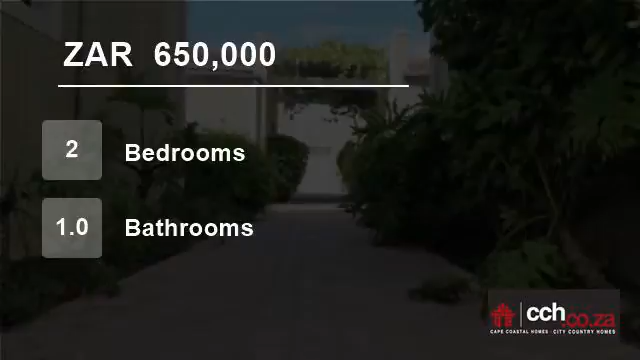 ZAR 650,000
2 Bedrooms
1.0 Bathrooms
cch.co.za
CAPE COASTAL HOMES · CITY COUNTRY HOMES